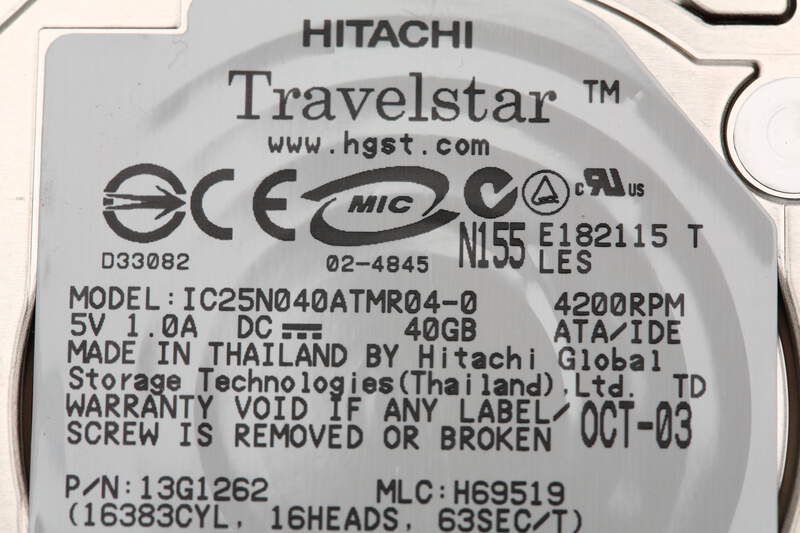 HITACHI
Travelstar ™
www.hgst.com
CE MIC c RU US
D33082 02-4845 N155 E182115 T
LES
MODEL:IC25N040ATMR04-0 4200RPM
5V 1.0A DC 40GB ATA/IDE
MADE IN THAILAND BY Hitachi Global
Storage Technologies(Thailand),Ltd. TD
WARRANTY VOID IF ANY LABEL/ OCT-03
SCREW IS REMOVED OR BROKEN
P/N:13G1262 MLC:H69519
(16383CYL, 16HEADS, 63SEC/T)